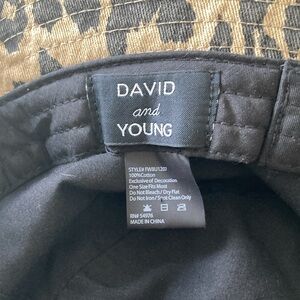 DAVID
and
YOUNG
STYLE# FWBU1207
100%Cotton
Exclusive of Decoration
One Size Fits Most
Do Not Bleach / Dry Flat
Do Not Iron / Spot Clean Only
RN# 54976
MADE IN CHINA